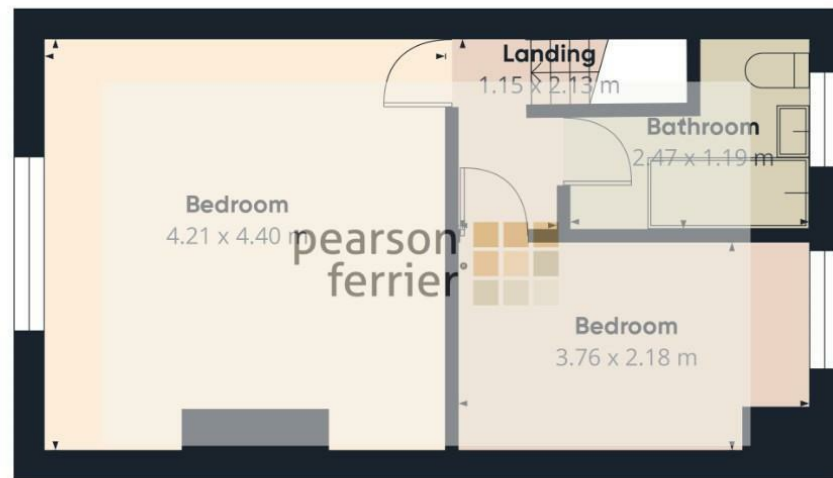 Landing
1.15 x 2.13 m
Bathroom
2.47 x 1.19 m
Bedroom
4.21 x 4.40 m
pearson
ferrier
Bedroom
3.76 x 2.18 m